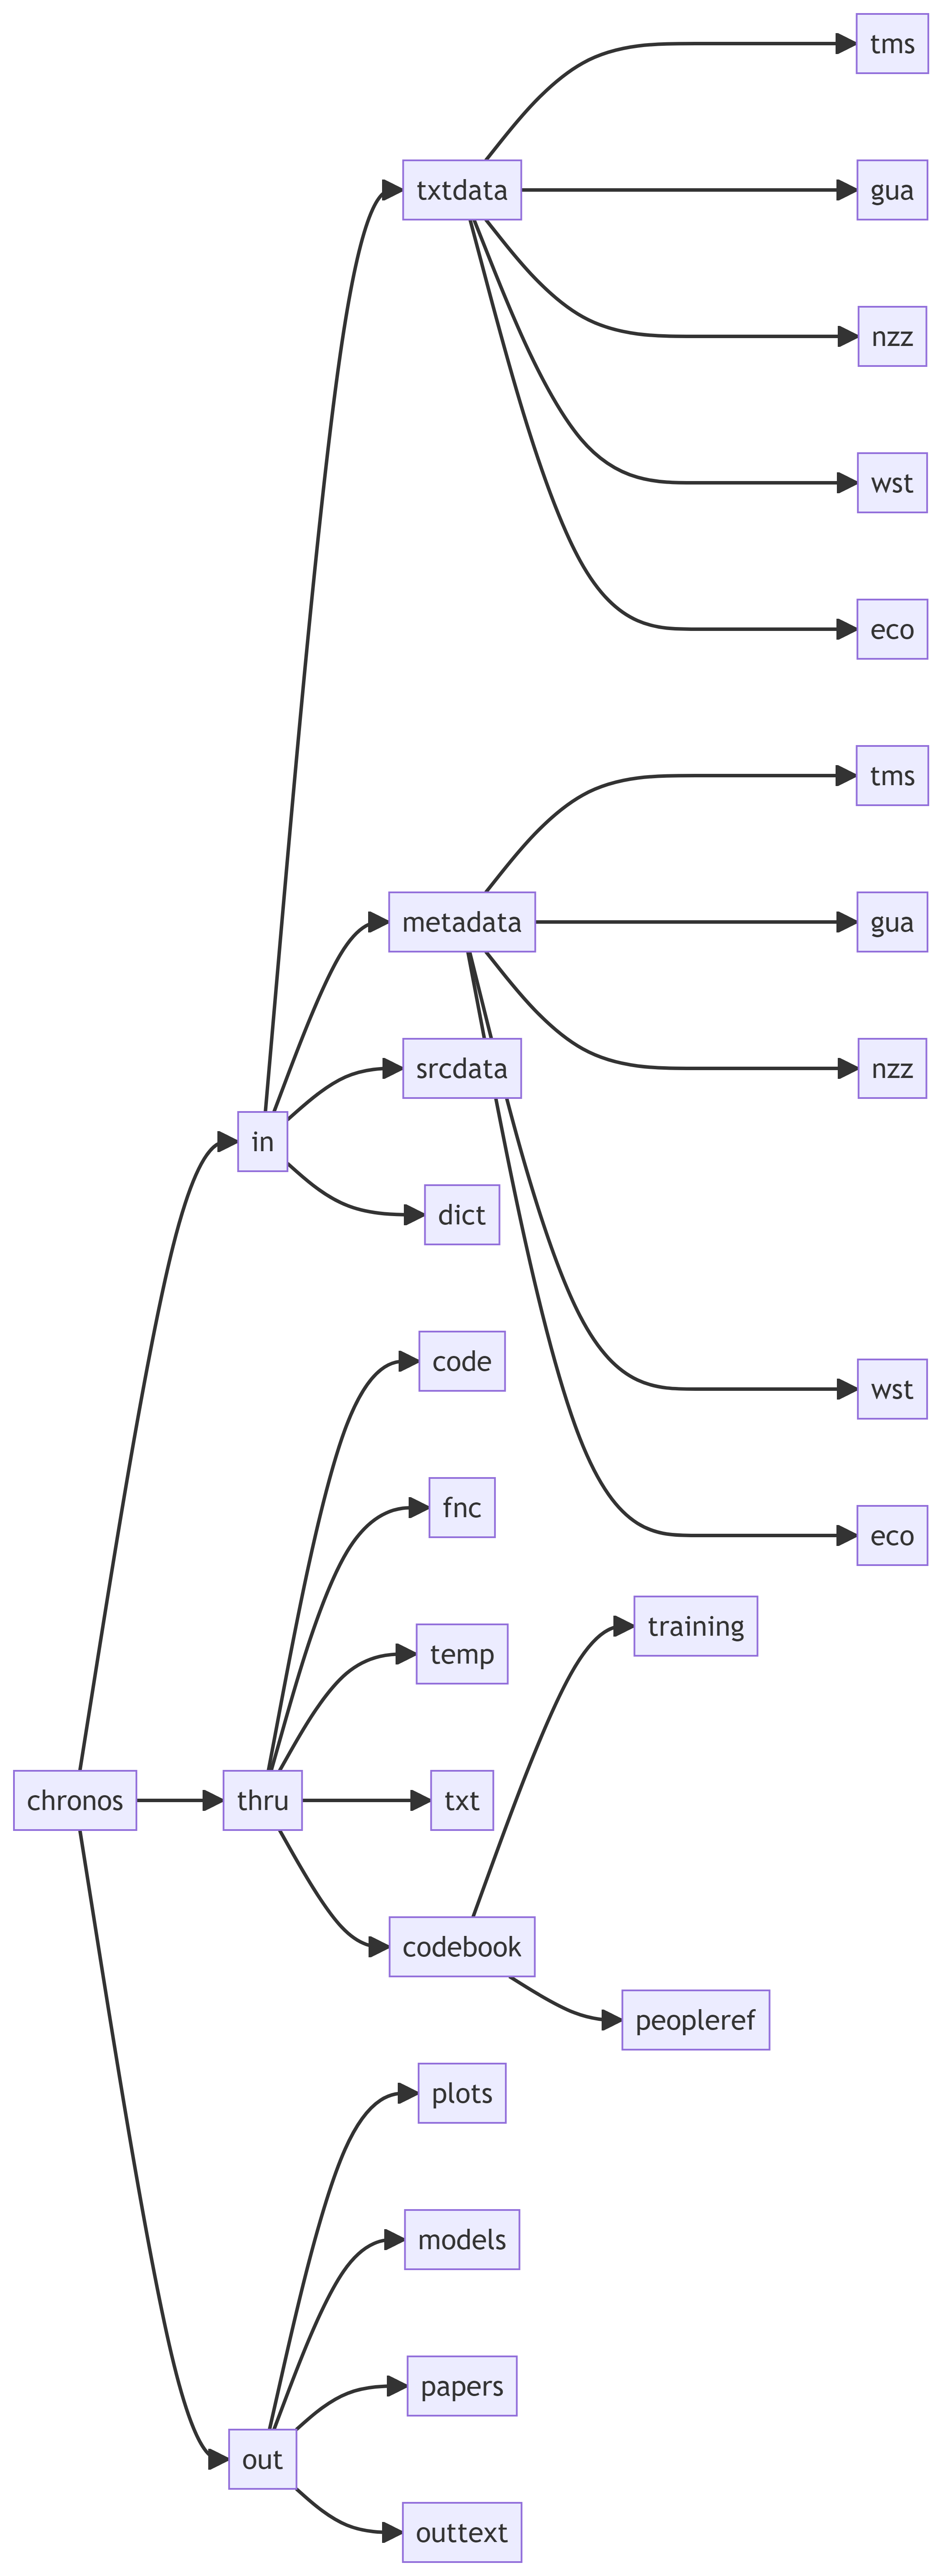 tms
txtdata
gua
nzz
wst
eco
tms
metadata
gua
srcdata
nzz
in
dict
code
wst
fnc
eco
training
temp
chronos
thru
txt
codebook
peopleref
plots
models
papers
out
outtext